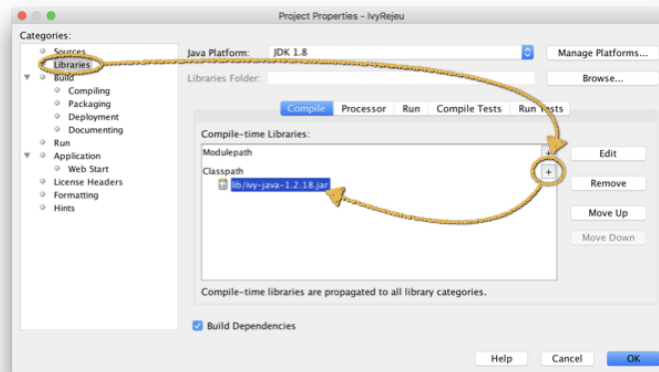 Project Properties - IvyRejeu
Categories:
Sources
Libraries
Build
Compiling
Packaging
Deployment
Documenting
Run
Application
Web Start
License Headers
Formatting
Hints
Java Platform: JDK 1.8 Manage Platforms...
Libraries Folder: Browse...
Compile Processor Run Compile Tests Run Tests
Compile-time Libraries:
Modulepath + Edit
Classpath +
lib/ivy-java-1.2.18.jar Remove
Move Up
Move Down
Compile-time libraries are propagated to all library categories.
Build Dependencies
Help Cancel OK